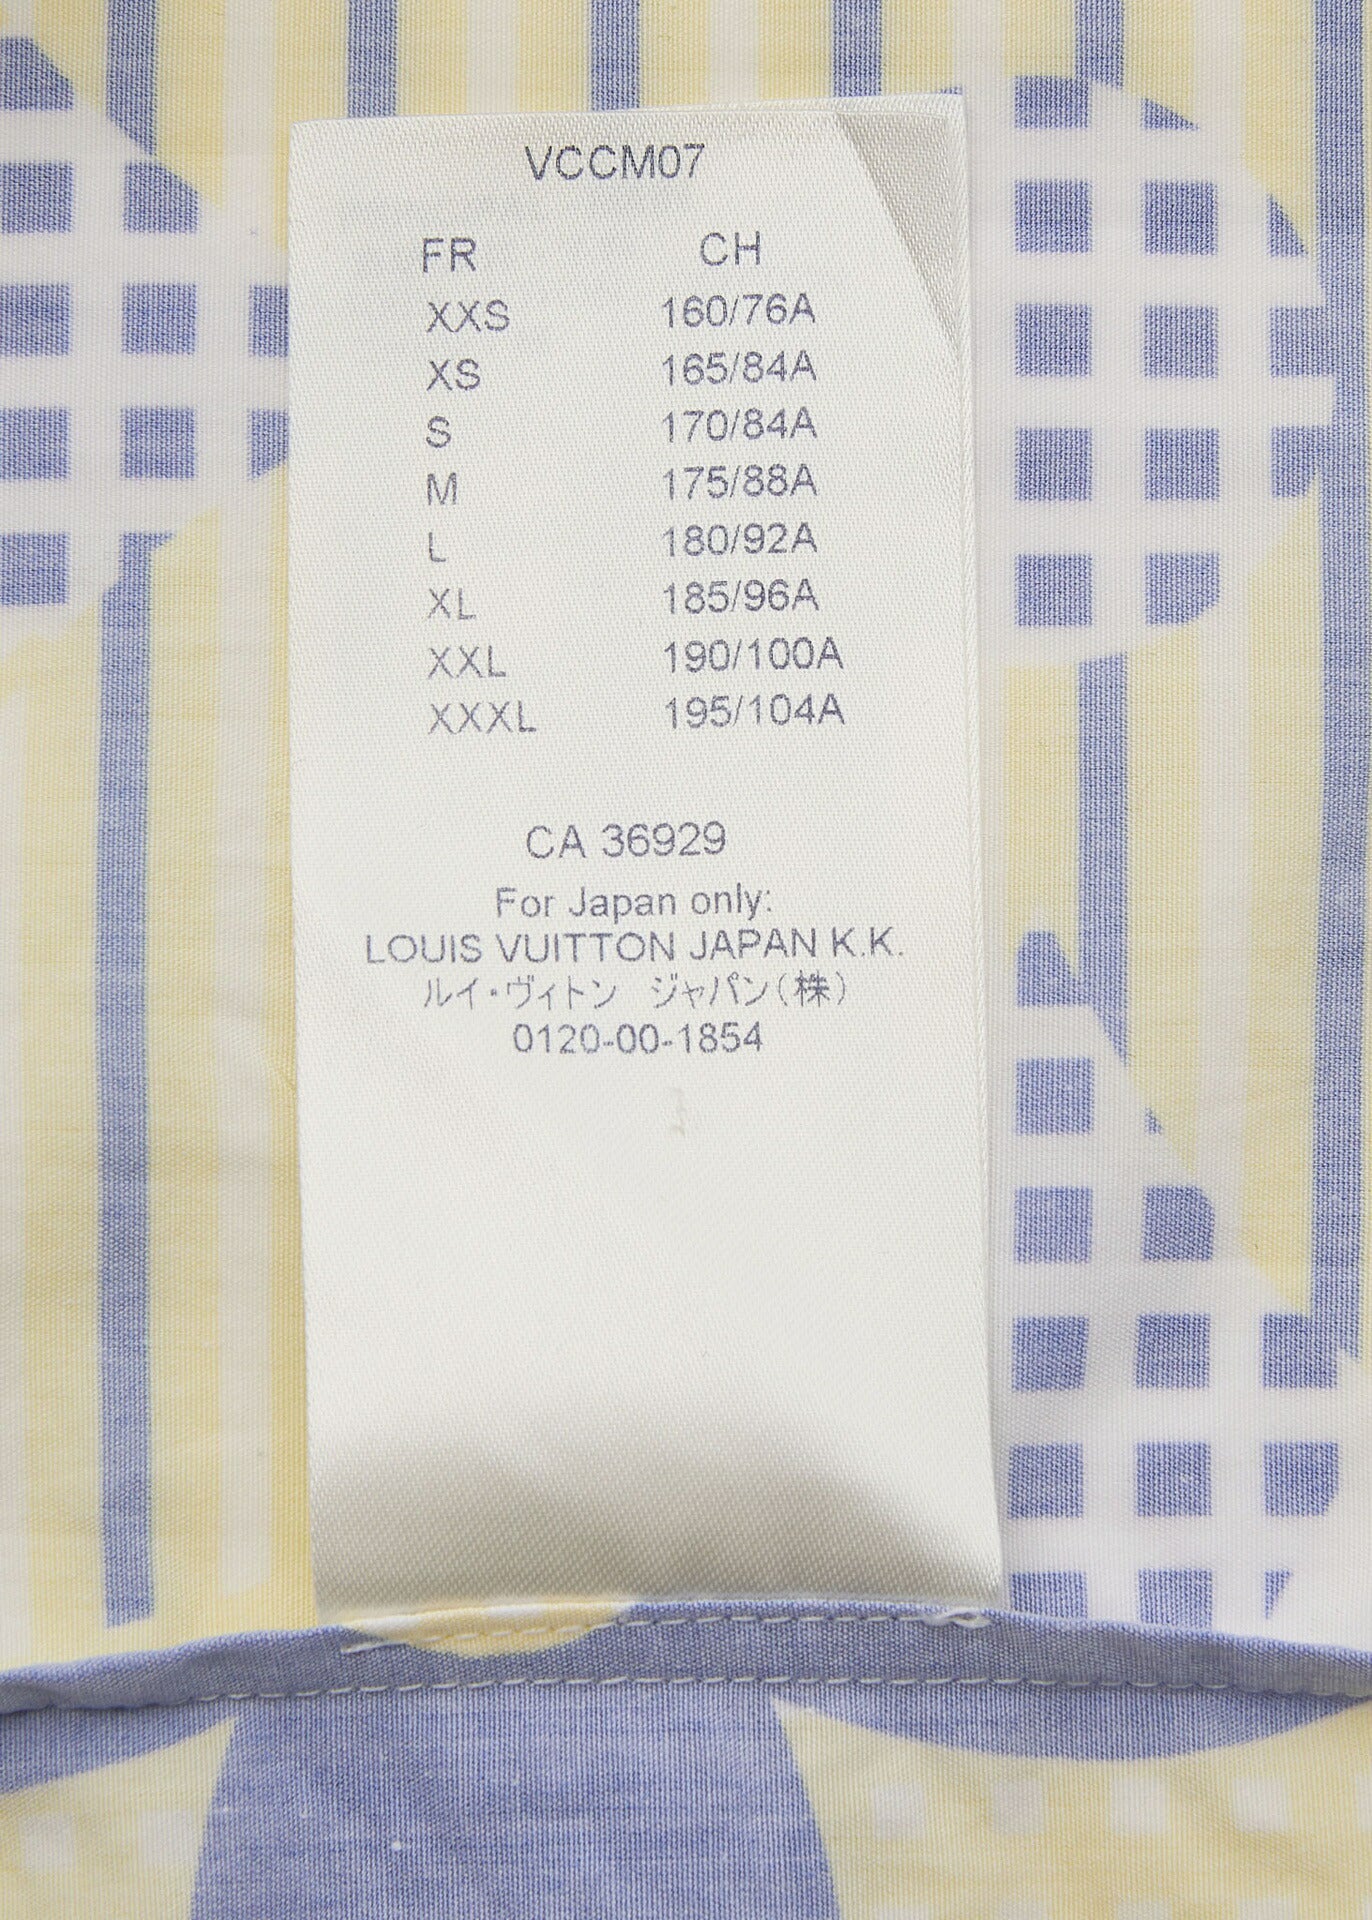 VCCM07
FR CH
XXS 160/76A
XS 165/84A
S 170/84A
M 175/88A
L 180/92A
XL 185/96A
XXL 190/100A
XXXL 195/104A
CA 36929
For Japan only:
LOUIS VUITTON JAPAN K.K.
ルイ・ヴィトン ジャパン(株)
0120-00-1854